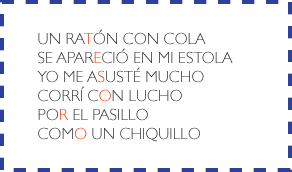 UN RATÓN CON COLA
SE APARECIÓ EN MI ESTOLA
YO ME ASUSTÉ MUCHO
CORRÍ CON LUCHO
POR EL PASILLO
COMO UN CHIQUILLO